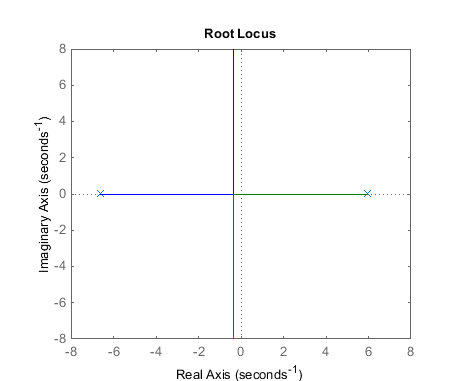 Root Locus
8
6
4
2
0
-2
-4
-6
-8
Imaginary Axis (seconds⁻¹)
-8 -6 -4 -2 0 2 4 6 8
Real Axis (seconds⁻¹)